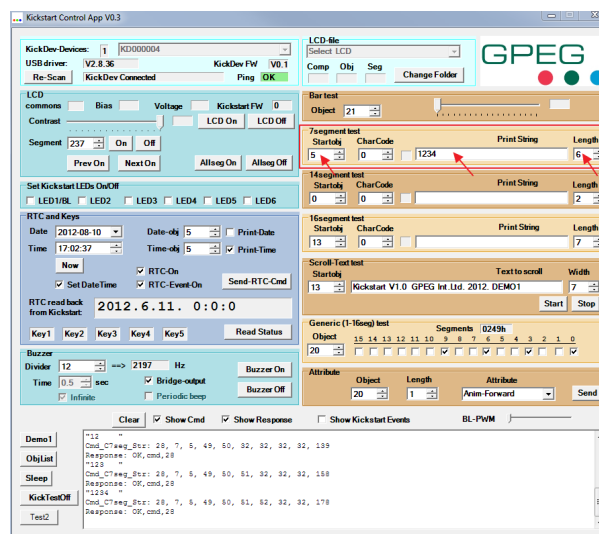 Kickstart Control App V0.3
KickDev-Devices: 1 KD000004
USB driver: V2.8.36 KickDev FW V0.1
Re-Scan KickDev Connected Ping OK
LCD-file
Select LCD
Comp Obj Seg
Change Folder
GPEG
LCD
commons Bias Voltage Kickstart FW 0
Contrast LCD On LCD Off
Segment 237 On Off
Prev On Next On Allseg On Allseg Off
Set Kickstart LEDs On/Off
LED1/BL LED2 LED3 LED4 LED5 LED6
RTC and Keys
Date 2012-08-10 Date-obj 5 Print-Date
Time 17:02:37 Time-obj 5 Print-Time
Now RTC-On
Set DateTime RTC-Event-On Send-RTC-Cmd
RTC read back
from Kickstart: 2012.6.11. 0:0:0
Key1 Key2 Key3 Key4 Key5 Read Status
Buzzer
Divider 12 ==> 2197 Hz Buzzer On
Time 0.5 sec Bridge-output
Infinite Periodic beep Buzzer Off
Bar test
Object 21
7segment test
Startobj CharCode Print String Length
5 0 1234 6
14segment test
Startobj CharCode Print String Length
0 0 2
16segment test
Startobj CharCode Print String Length
13 0 7
Scroll-Text test
Startobj Text to scroll Width
13 Kickstart V1.0 GPEG Int.Ltd. 2012. DEMO1 7
Start Stop
Generic (1-16seg) test
Segments 0249h
Object 15 14 13 12 11 10 9 8 7 6 5 4 3 2 1 0
20
Attribute
Object Length Attribute
20 1 Anim-Forward Send
Clear Show Cmd Show Response Show Kickstart Events BL-PWM
Demo1
ObjList
Sleep
KickTestOff
Test2
"12 "
Cmd_C7seg_Str: 28, 7, 5, 49, 50, 32, 32, 32, 32, 139
Response: OK,cmd,28
"123 "
Cmd_C7seg_Str: 28, 7, 5, 49, 50, 51, 32, 32, 32, 158
Response: OK,cmd,28
"1234 "
Cmd_C7seg_Str: 28, 7, 5, 49, 50, 51, 52, 32, 32, 178
Response: OK,cmd,28